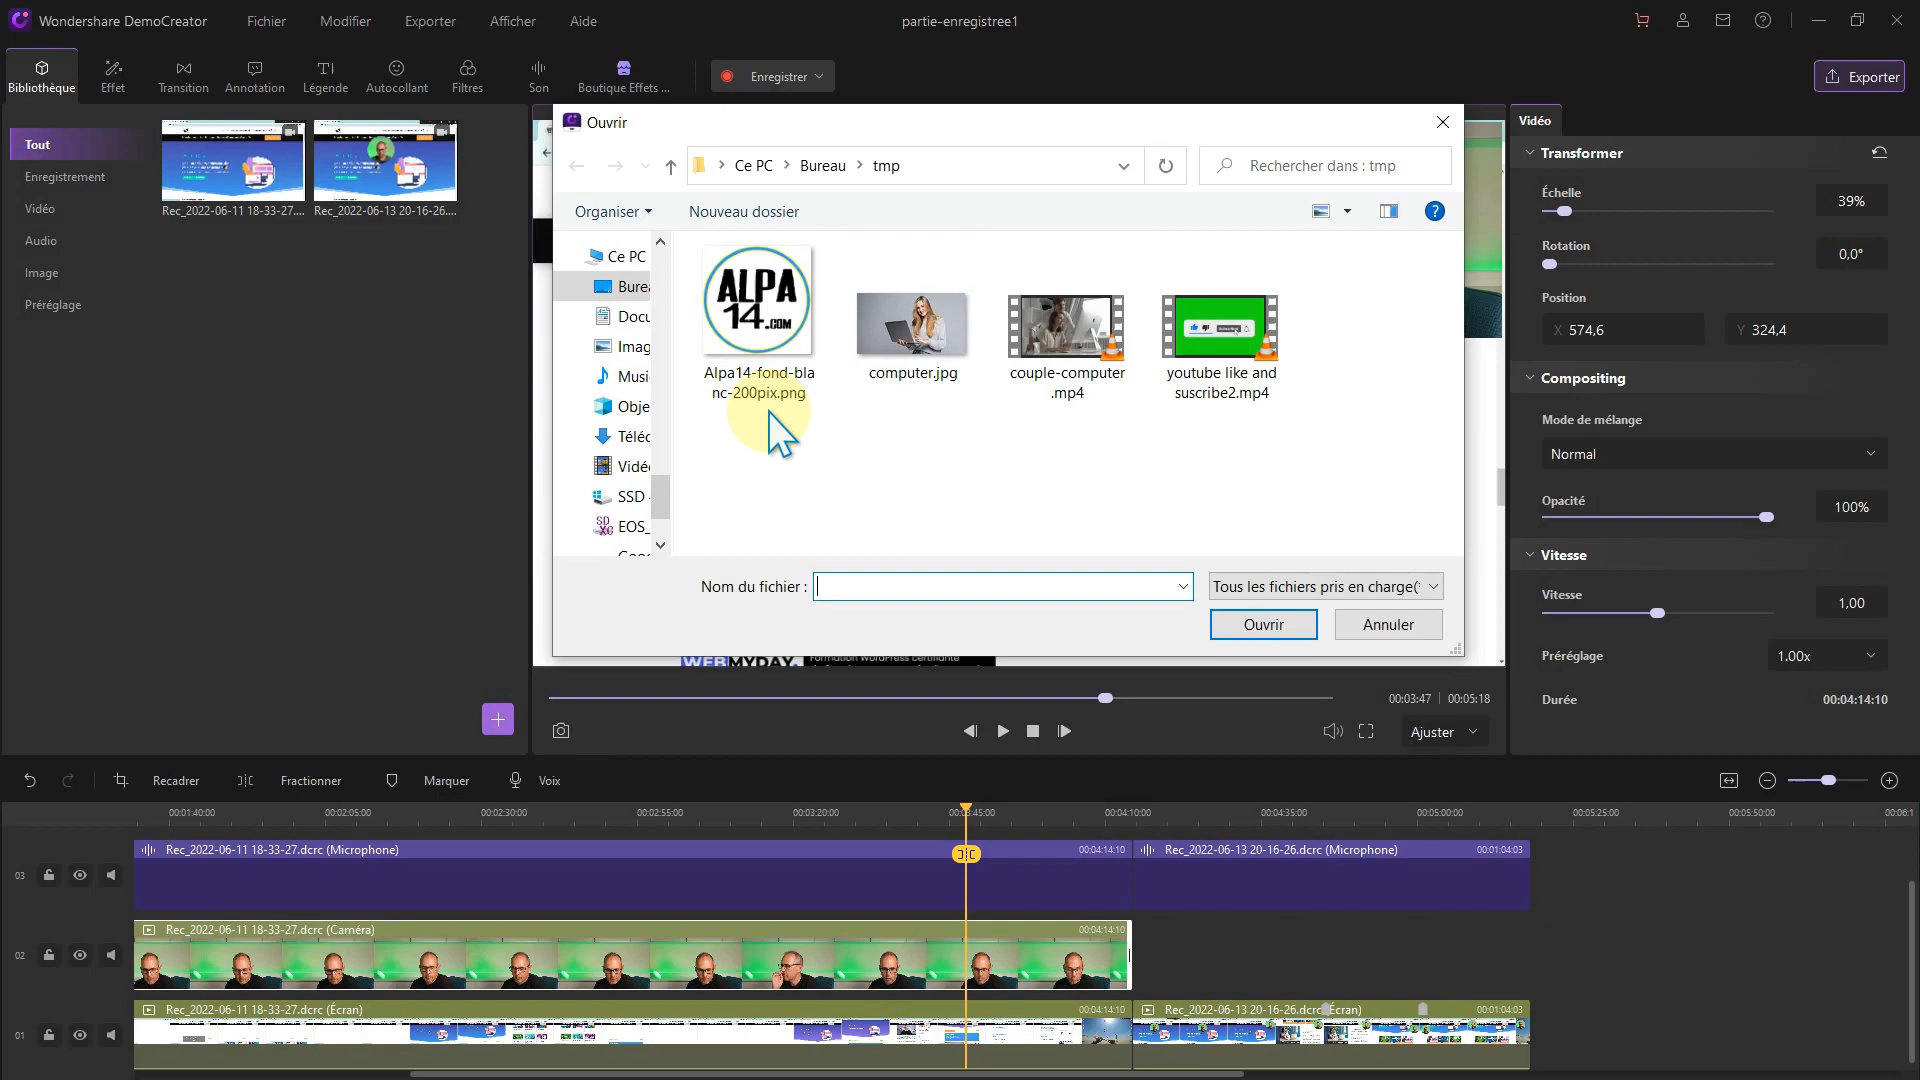 Wondershare DemoCreator
Fichier
Modifier
Exporter
Afficher
Aide
partie-enregistree1
Bibliothèque
Effet
Transition
Annotation
Légende
Autocollant
Filtres
Son
Boutique Effets ...
Enregistrer
Exporter
Tout
Enregistrement
Vidéo
Audio
Image
Préréglage
Rec_2022-06-11 18-33-27....
Rec_2022-06-13 20-16-26....
Ouvrir
Ce PC > Bureau > tmp
Rechercher dans : tmp
Organiser
Nouveau dossier
Ce PC
Burea
Docu
Imag
Musi
Obje
Téléc
Vidé
SSD
EOS_
ALPA
14.COM
Alpa14-fond-bla
nc-200pix.png
computer.jpg
couple-computer
.mp4
youtube like and
suscribe2.mp4
Nom du fichier :
Tous les fichiers pris en charge(*
Ouvrir
Annuler
WEBMYDAY.
Formation WordPress certifiante
00:03:47 | 00:05:18
Ajuster
Vidéo
Transformer
Échelle
39%
Rotation
0,0°
Position
X 574,6
Y 324,4
Compositing
Mode de mélange
Normal
Opacité
100%
Vitesse
Vitesse
1,00
Préréglage
1.00x
Durée
00:04:14:10
Recadrer
Fractionner
Marquer
Voix
00:01:40:00
00:02:05:00
00:02:30:00
00:02:55:00
00:03:20:00
00:03:45:00
00:04:10:00
00:04:35:00
00:05:00:00
00:05:25:00
00:05:50:00
00:06:1
03
Rec_2022-06-11 18-33-27.dcrc (Microphone)
00:04:14:10
Rec_2022-06-13 20-16-26.dcrc (Microphone)
00:01:04:03
02
Rec_2022-06-11 18-33-27.dcrc (Caméra)
00:04:14:10
01
Rec_2022-06-11 18-33-27.dcrc (Écran)
00:04:14:10
Rec_2022-06-13 20-16-26.dcrc (Écran)
00:01:04:03